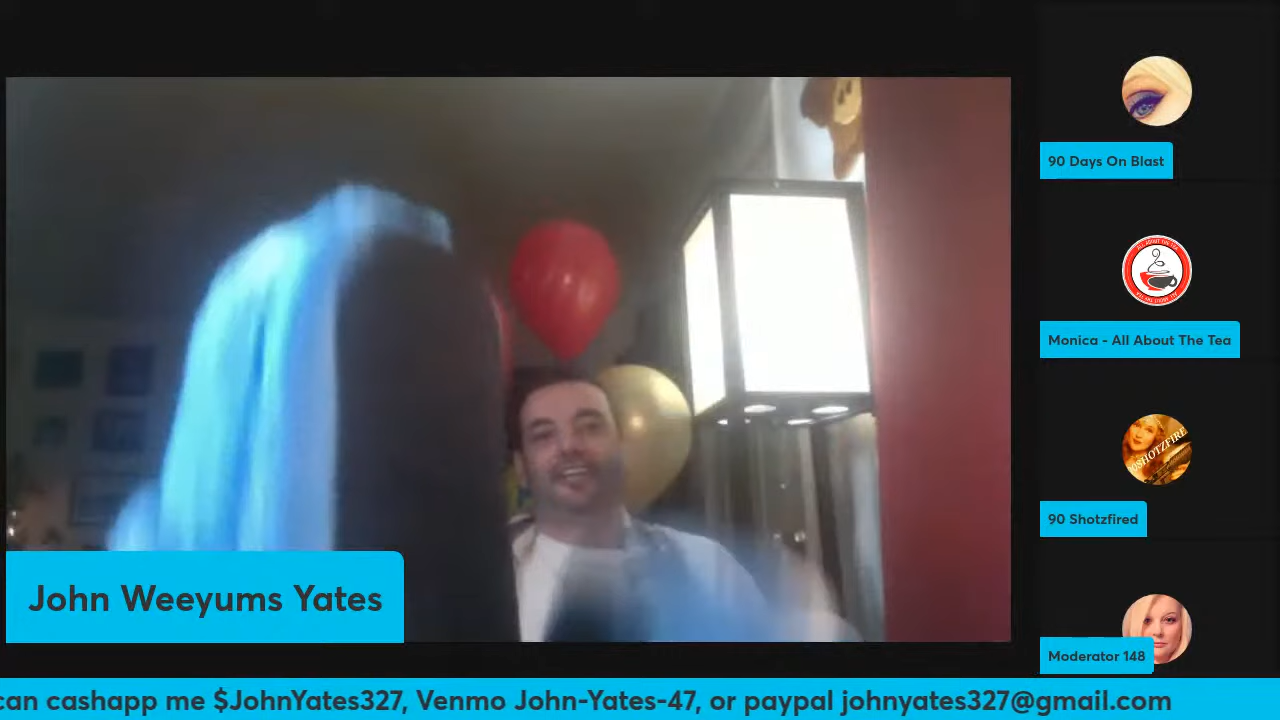 90 Days On Blast
Monica - All About The Tea
90 Shotzfired
Moderator 148
John Weeyums Yates
can cashapp me $JohnYates327, Venmo John-Yates-47, or paypal johnyates327@gmail.com